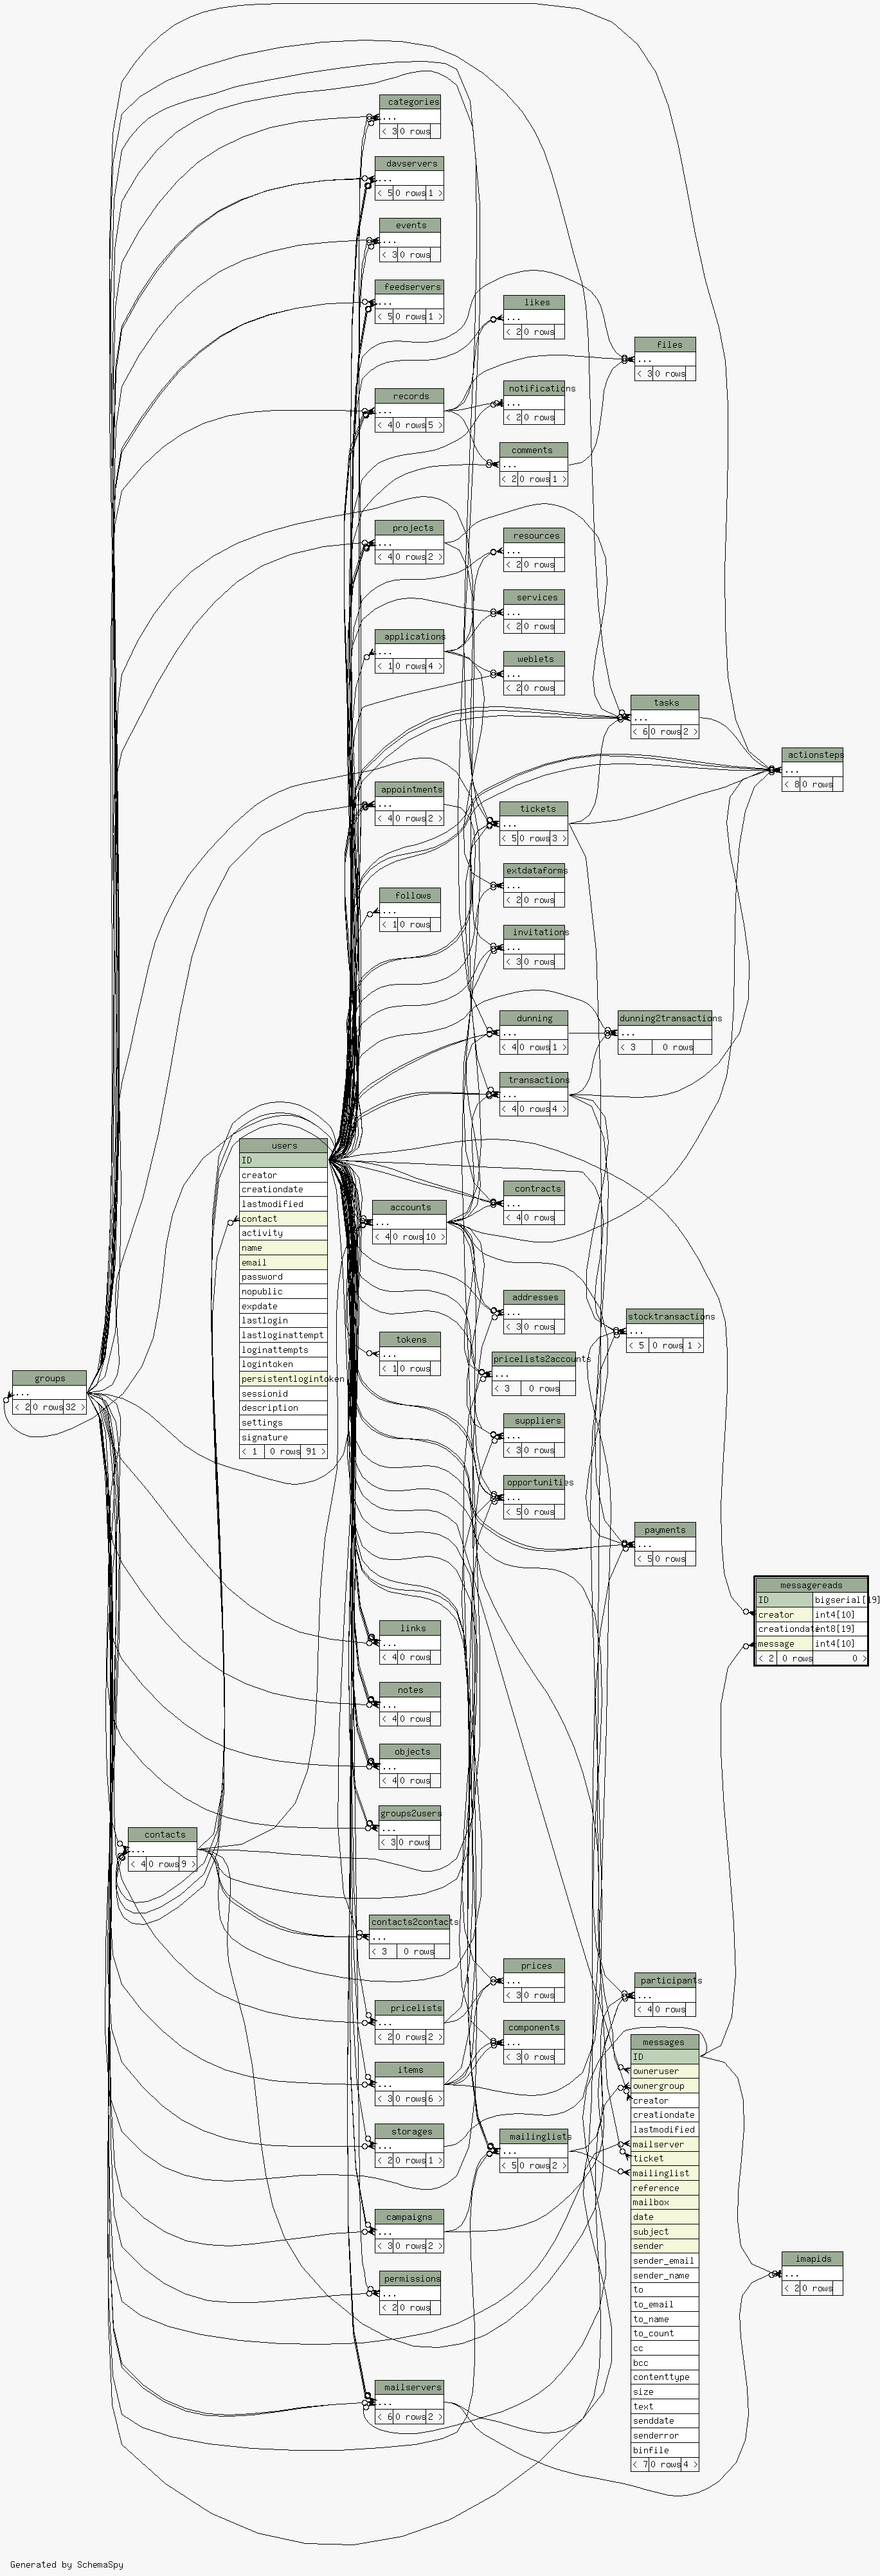 categories
...
< 3 0 rows
davservers
...
< 5 0 rows 1 >
events
...
< 3 0 rows
feedservers
...
< 5 0 rows 1 >
likes
...
< 2 0 rows
files
...
< 3 0 rows
records
...
< 4 0 rows 5 >
notifications
...
< 2 0 rows
comments
...
< 2 0 rows 1 >
projects
...
< 4 0 rows 2 >
resources
...
< 2 0 rows
services
...
< 2 0 rows
applications
...
< 1 0 rows 4 >
weblets
...
< 2 0 rows
tasks
...
< 6 0 rows 2 >
actionsteps
...
< 8 0 rows
appointments
...
< 4 0 rows 2 >
tickets
...
< 5 0 rows 3 >
extdataforms
...
< 2 0 rows
follows
...
< 1 0 rows
invitations
...
< 3 0 rows
dunning
...
< 4 0 rows 1 >
dunning2transactions
...
< 3 0 rows
transactions
...
< 4 0 rows 4 >
users
ID
creator
creationdate
lastmodified
contact
activity
name
email
password
nopublic
expdate
lastlogin
lastloginattempt
loginattempts
logintoken
persistentlogintoken
sessionid
description
settings
signature
< 1 0 rows 91 >
contracts
...
< 4 0 rows
accounts
...
< 4 0 rows 10 >
addresses
...
< 3 0 rows
stocktransactions
...
< 5 0 rows 1 >
tokens
...
< 1 0 rows
pricelists2accounts
...
< 3 0 rows
groups
...
< 2 0 rows 32 >
suppliers
...
< 3 0 rows
opportunities
...
< 5 0 rows
payments
...
< 5 0 rows
messagereads
ID bigserial[19]
creator int4[10]
creationdate int8[19]
message int4[10]
< 2 0 rows 0 >
links
...
< 4 0 rows
notes
...
< 4 0 rows
objects
...
< 4 0 rows
groups2users
...
< 3 0 rows
contacts
...
< 4 0 rows 9 >
contacts2contacts
...
< 3 0 rows
prices
...
< 3 0 rows
participants
...
< 4 0 rows
pricelists
...
< 2 0 rows 2 >
components
...
< 3 0 rows
items
...
< 3 0 rows 6 >
storages
...
< 2 0 rows 1 >
mailinglists
...
< 5 0 rows 2 >
messages
ID
owneruser
ownergroup
creator
creationdate
lastmodified
mailserver
ticket
mailinglist
reference
mailbox
date
subject
sender
sender_email
sender_name
to
to_email
to_name
to_count
cc
bcc
contenttype
size
text
senddate
senderror
binfile
< 7 0 rows 4 >
campaigns
...
< 3 0 rows 2 >
imapids
...
< 2 0 rows
permissions
...
< 2 0 rows
mailservers
...
< 6 0 rows 2 >
Generated by SchemaSpy